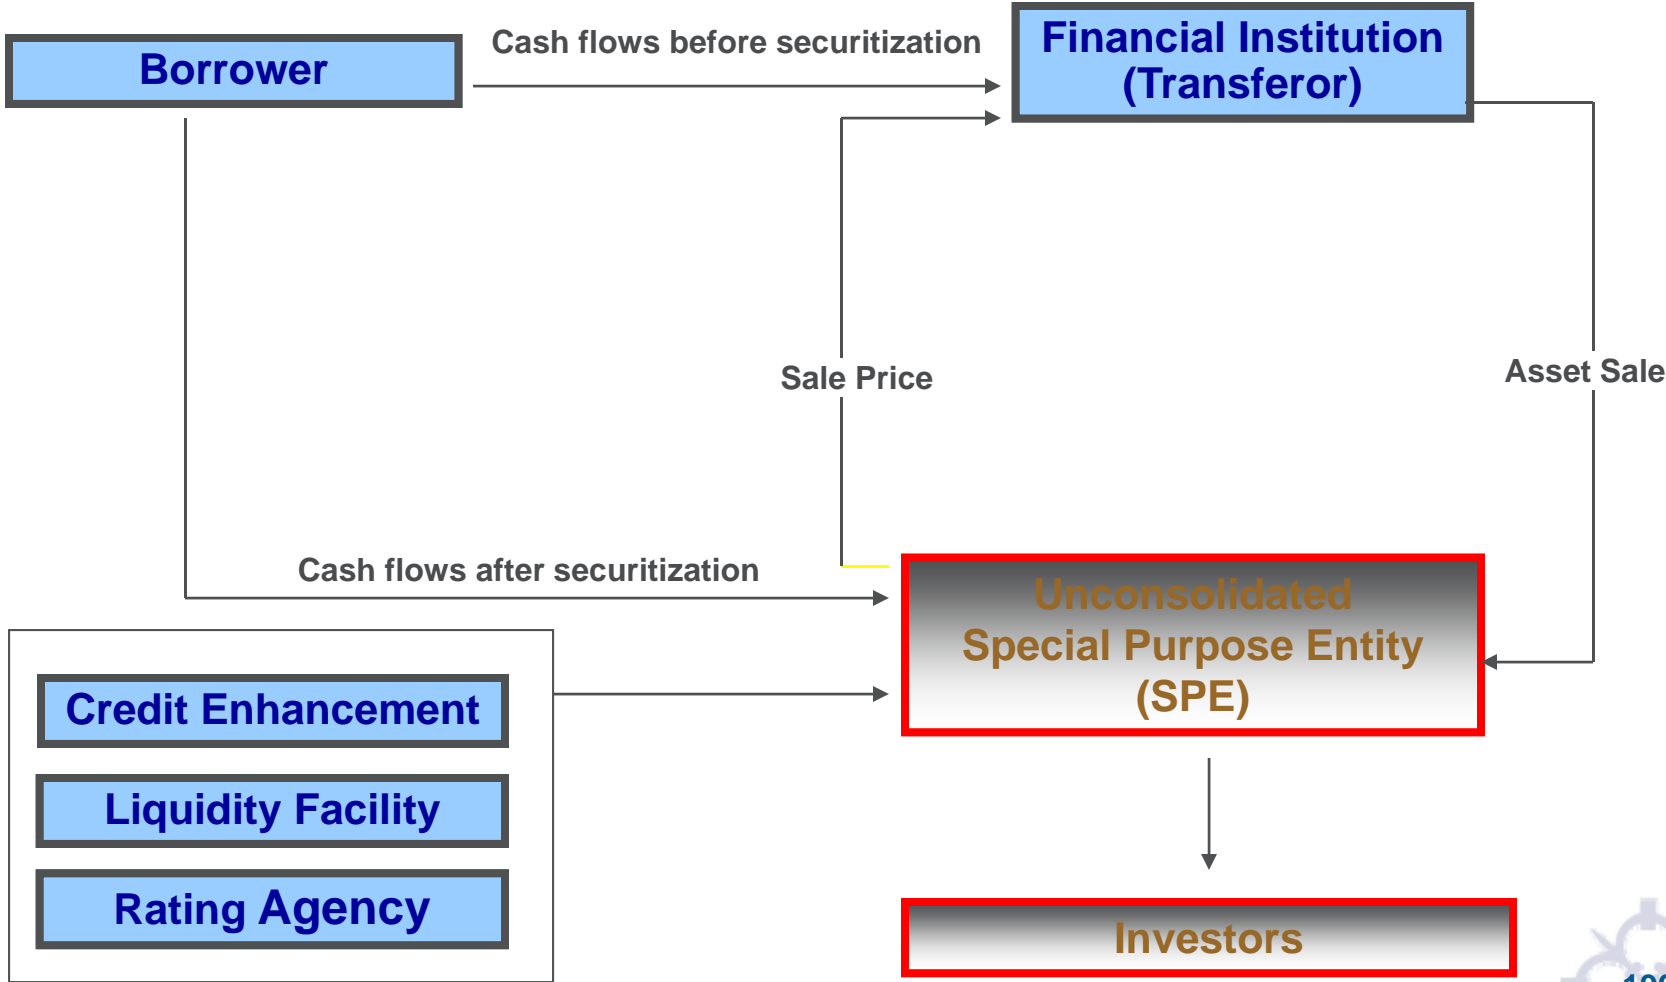 Cash flows before securitization
Financial Institution
(Transferor)
Borrower
Sale Price
Asset Sale
Cash flows after securitization
Unconsolidated
Special Purpose Entity
(SPE)
Credit Enhancement
Liquidity Facility
Rating Agency
Investors